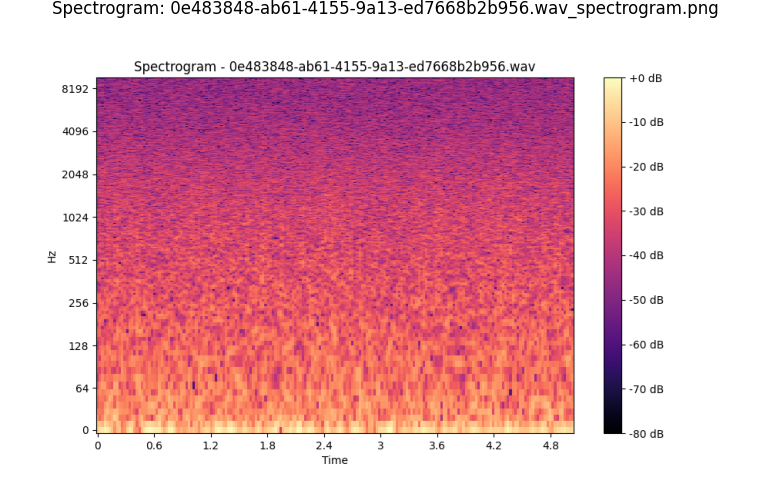 Spectrogram: 0e483848-ab61-4155-9a13-ed7668b2b956.wav_spectrogram.png
Spectrogram - 0e483848-ab61-4155-9a13-ed7668b2b956.wav
8192
4096
2048
1024
512
256
128
64
0
Hz
0 0.6 1.2 1.8 2.4 3 3.6 4.2 4.8
Time
+0 dB
-10 dB
-20 dB
-30 dB
-40 dB
-50 dB
-60 dB
-70 dB
-80 dB